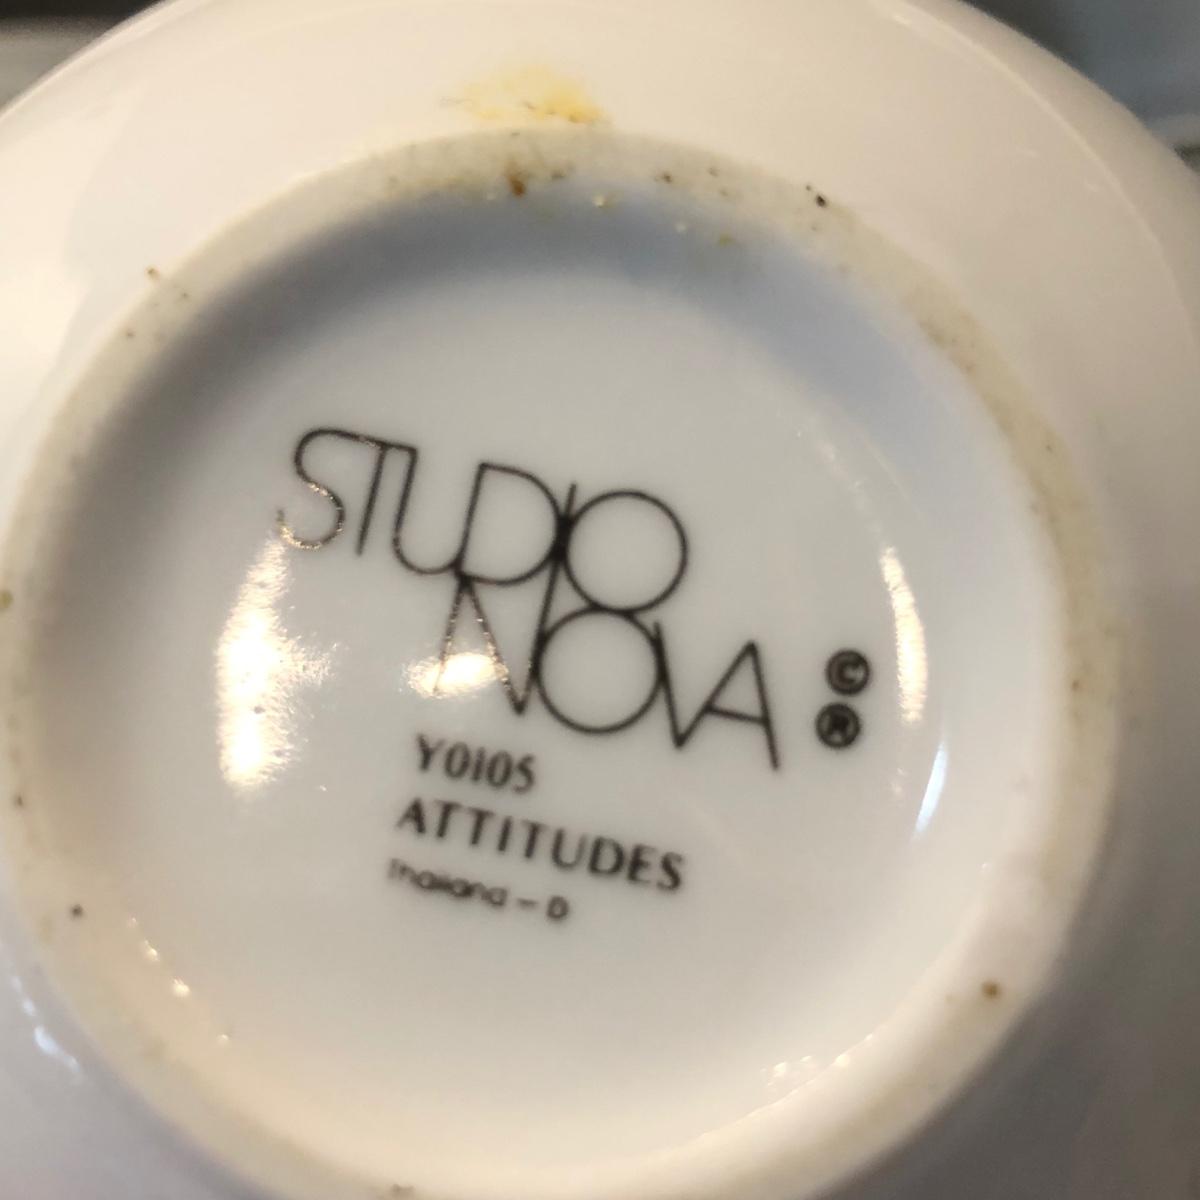 STUDIO
NOVA © ®
Y0105
ATTITUDES
Thailand – D